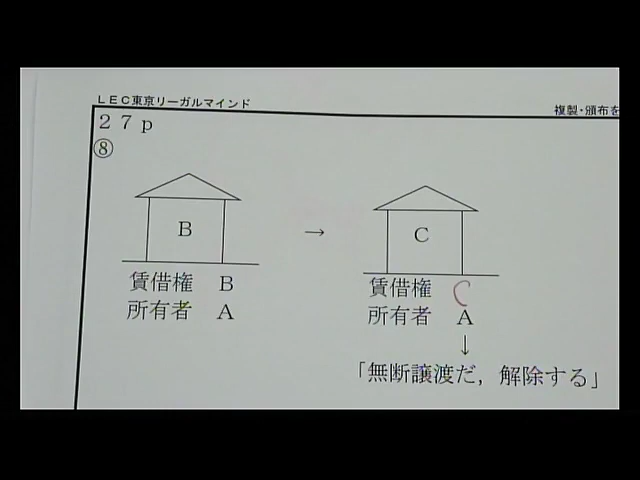 LEC東京リーガルマインド
複製・頒布を
27p
⑧
B
→
C
賃借権 B
所有者 A
賃借権 C
所有者 A
↓
「無断譲渡だ，解除する」